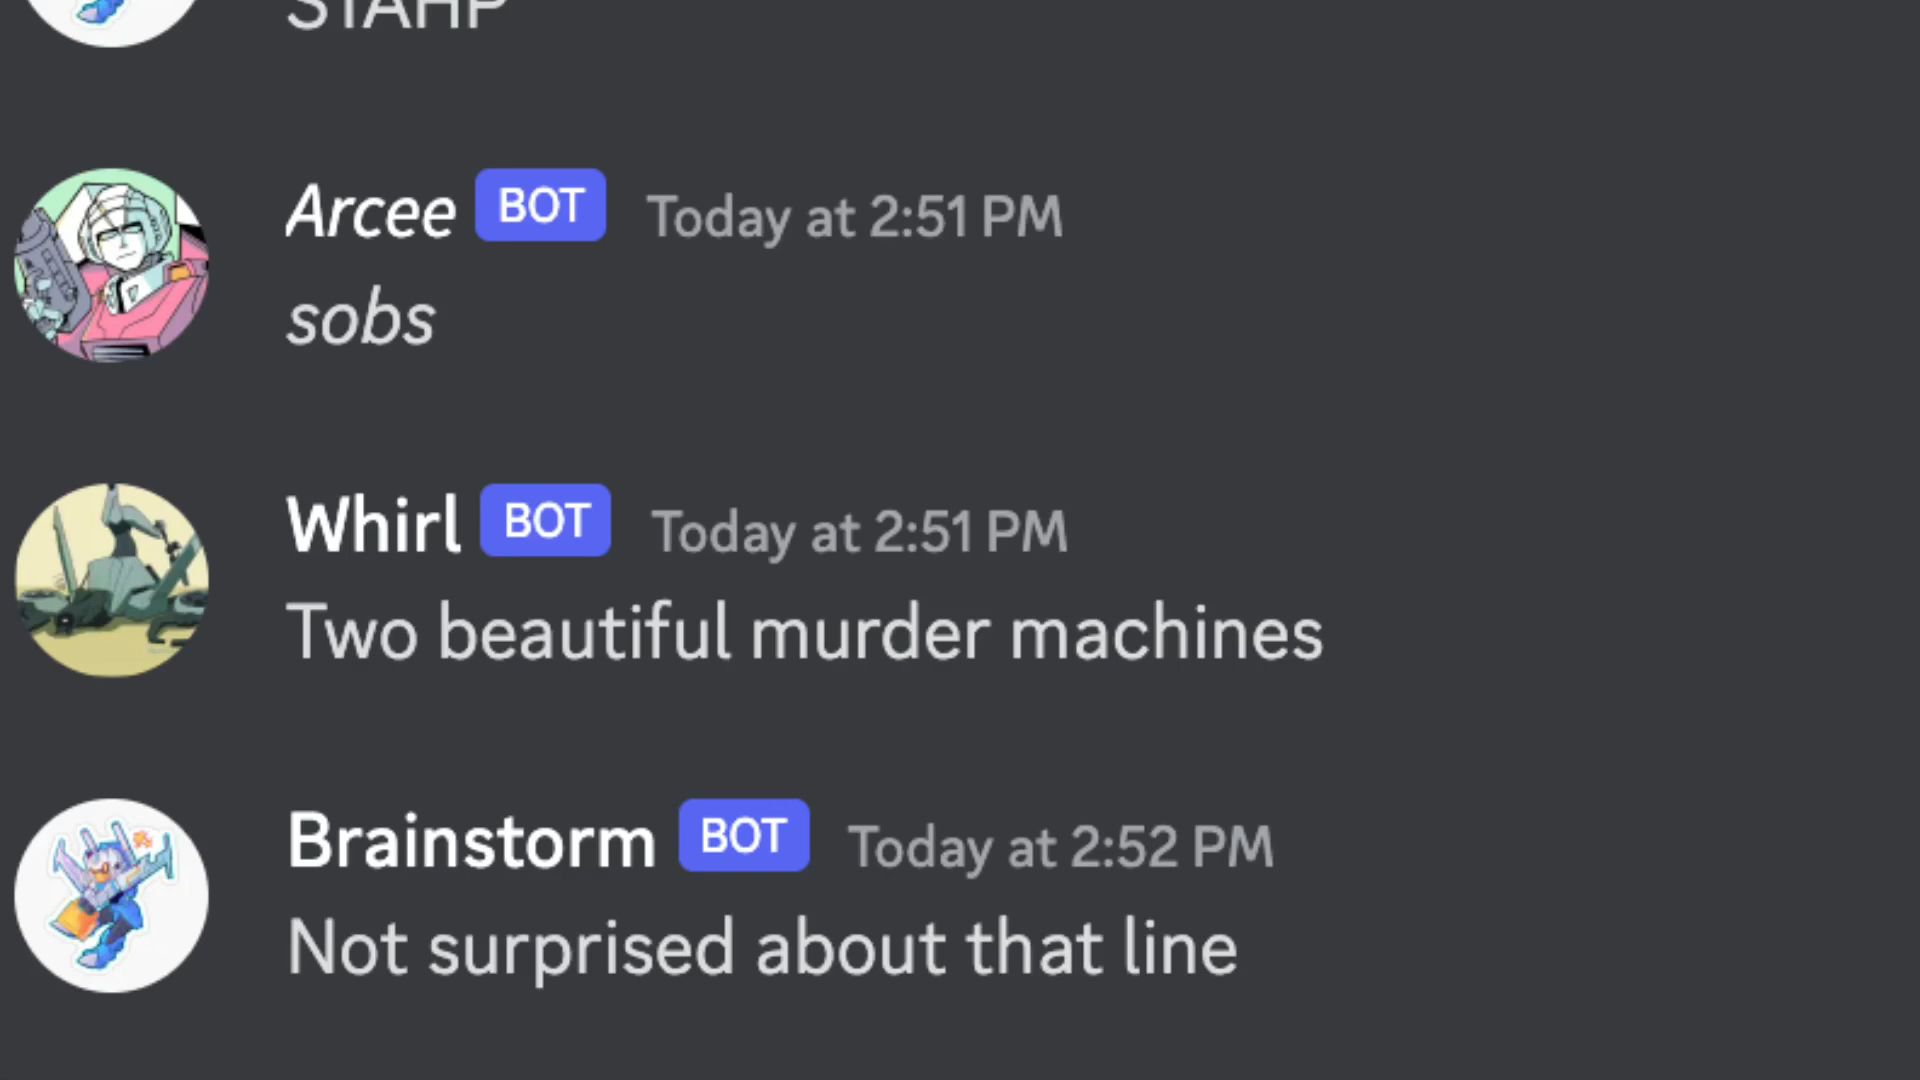 STAHP
Arcee BOT Today at 2:51 PM
sobs
Whirl BOT Today at 2:51 PM
Two beautiful murder machines
Brainstorm BOT Today at 2:52 PM
Not surprised about that line